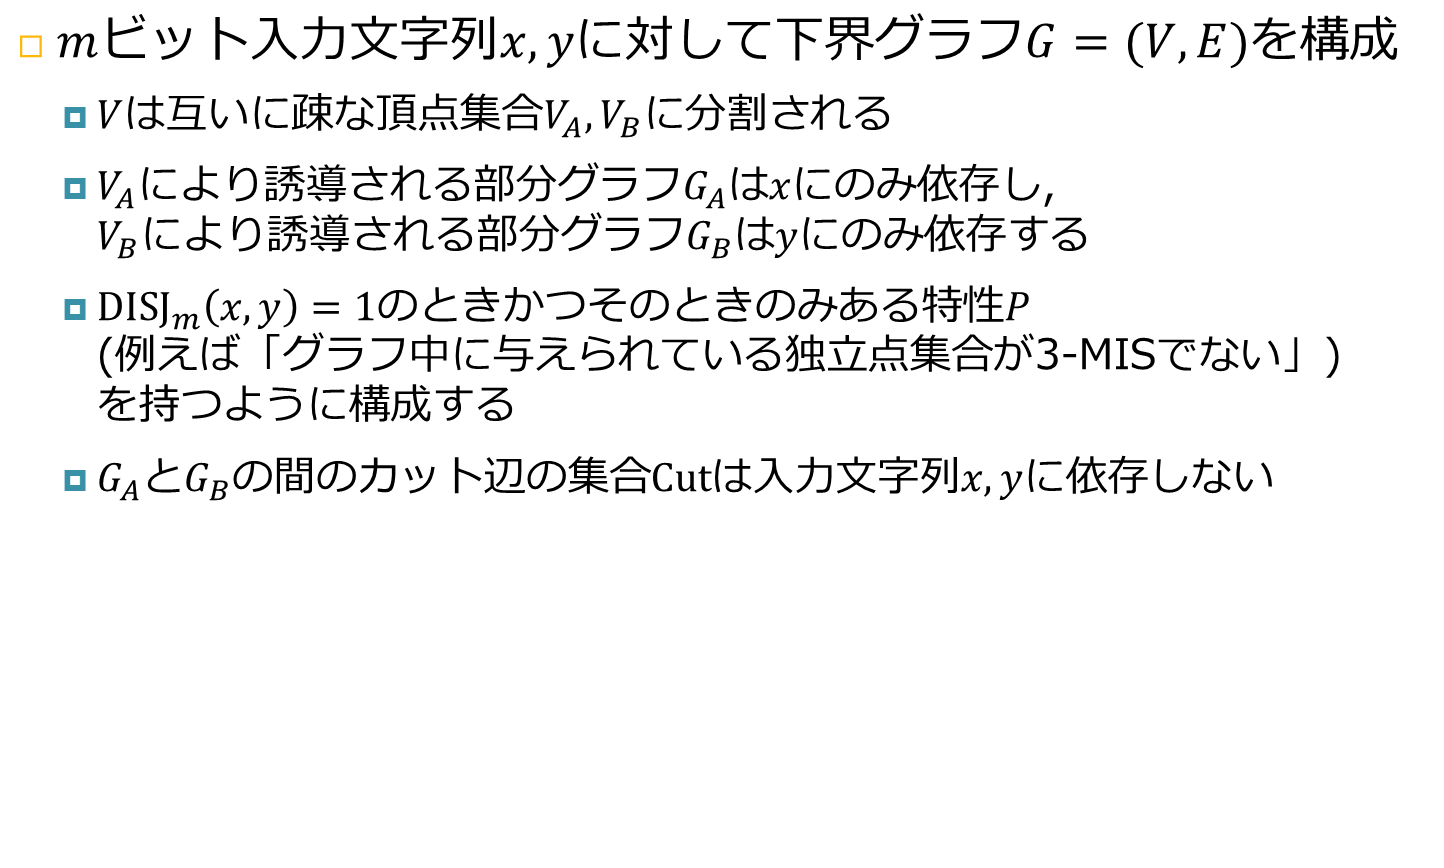 𝑚ビット入力文字列𝑥, 𝑦に対して下界グラフ𝐺 = (𝑉, 𝐸)を構成
𝑉は互いに疎な頂点集合𝑉_𝐴, 𝑉_𝐵に分割される
𝑉_𝐴により誘導される部分グラフ𝐺_𝐴は𝑥にのみ依存し,
𝑉_𝐵により誘導される部分グラフ𝐺_𝐵は𝑦にのみ依存する
DISJ_𝑚(𝑥, 𝑦) = 1のときかつそのときのみある特性𝑃
(例えば「グラフ中に与えられている独立点集合が3-MISでない」)
を持つように構成する
𝐺_𝐴と𝐺_𝐵の間のカット辺の集合Cutは入力文字列𝑥, 𝑦に依存しない